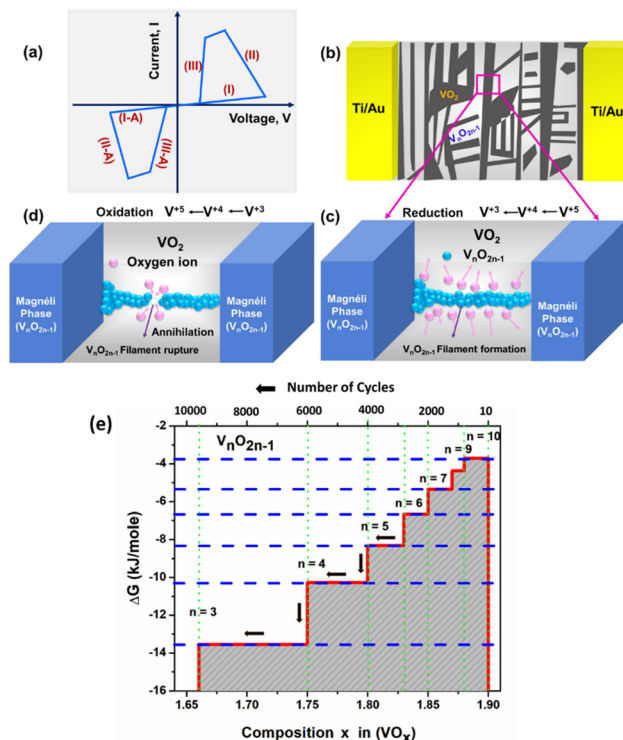 (a)
Current, I
(III)
(II)
(I)
(I-A)
Voltage, V
(II-A)
(III-A)
(b)
Ti/Au
VO2
VnO2n-1
Ti/Au
(d)
Oxidation V+5 ←V+4 ←V+3
VO2
Oxygen ion
Magnéli
Phase
(VnO2n-1)
Magnéli
Phase
(VnO2n-1)
Annihilation
VnO2n-1 Filament rupture
(c)
Reduction V+3 ←V+4 ←V+5
VO2
VnO2n-1
Magnéli
Phase
(VnO2n-1)
Magnéli
Phase
(VnO2n-1)
VnO2n-1 Filament formation
(e)
← Number of Cycles
10000 8000 6000 4000 2000 10
VnO2n-1
n = 10
n = 9
n = 7
n = 6
n = 5
n = 4
n = 3
ΔG (kJ/mole)
-2
-4
-6
-8
-10
-12
-14
-16
1.65 1.70 1.75 1.80 1.85 1.90
Composition x in (VOx)